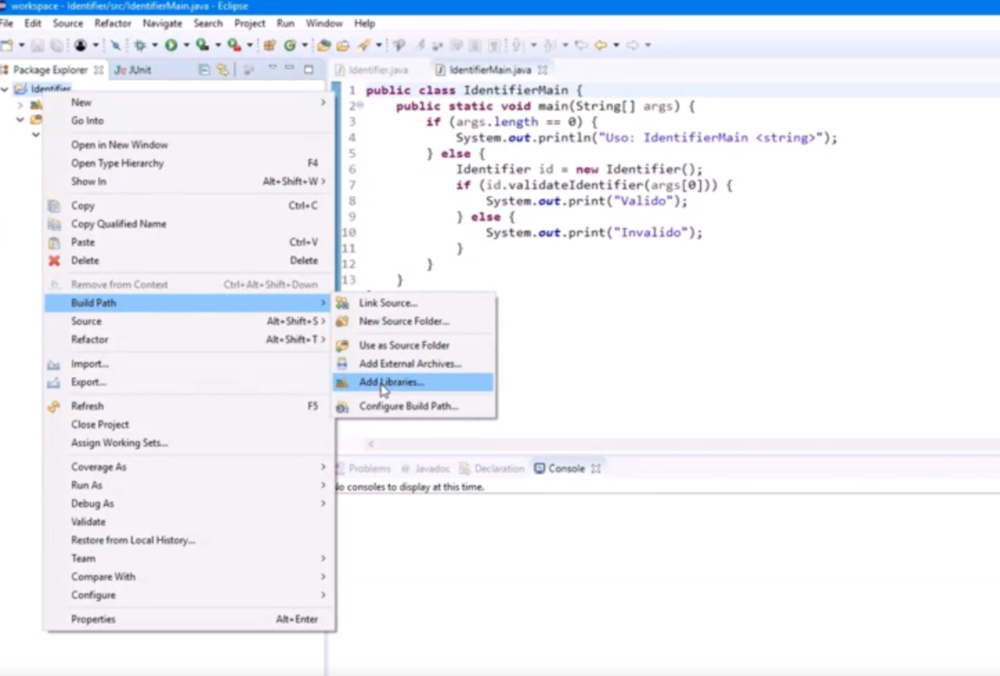 workspace - Identifier/src/IdentifierMain.java - Eclipse
File Edit Source Refactor Navigate Search Project Run Window Help
Package Explorer JUnit
Identifier.java IdentifierMain.java
Identifier
1 public class IdentifierMain {
2 public static void main(String[] args) {
3 if (args.length == 0) {
4 System.out.println("Uso: IdentifierMain <string>");
5 } else {
6 Identifier id = new Identifier();
7 if (id.validateIdentifier(args[0])) {
8 System.out.print("Valido");
9 } else {
10 System.out.print("Invalido");
11 }
12 }
13 }
New
Go Into
Open in New Window
Open Type Hierarchy F4
Show In Alt+Shift+W
Copy Ctrl+C
Copy Qualified Name
Paste Ctrl+V
Delete Delete
Remove from Context Ctrl+Alt+Shift+Down
Build Path
Source Alt+Shift+S
Refactor Alt+Shift+T
Import...
Export...
Refresh F5
Close Project
Assign Working Sets...
Coverage As
Run As
Debug As
Validate
Restore from Local History...
Team
Compare With
Configure
Properties Alt+Enter
Link Source...
New Source Folder...
Use as Source Folder
Add External Archives...
Add Libraries...
Configure Build Path...
Problems @ Javadoc Declaration Console
No consoles to display at this time.